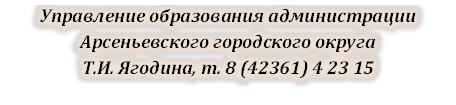 Управление образования администрации
Арсеньевского городского округа
Т.И. Ягодина, т. 8 (42361) 4 23 15